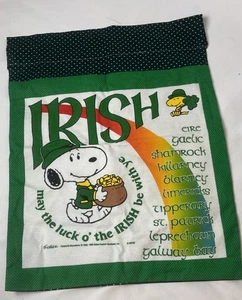 IRISH
EIRE
GAELIC
SHAMROCK
KILLARNEY
BLARNEY
LIMERICKS
TIPPERARY
ST. PATRICK
LEPRECHAUN
GALWAY BAY
may the luck o' the IRISH be with ye